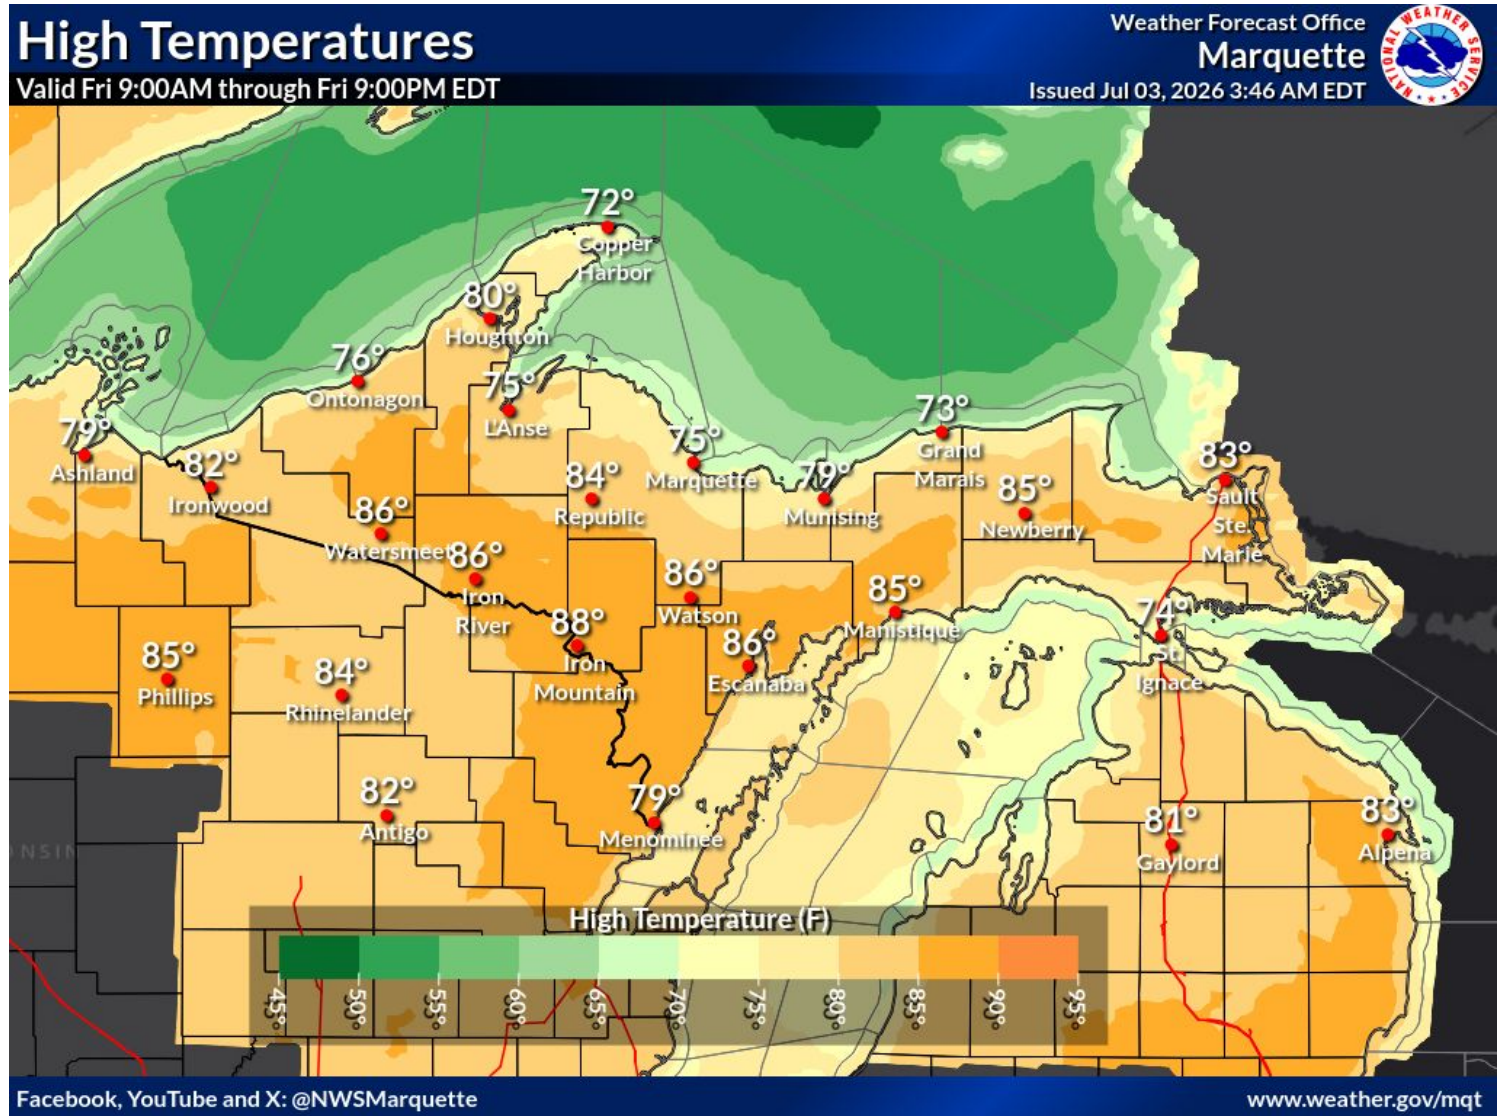 High Temperatures
Valid Fri 9:00AM through Fri 9:00PM EDT
Weather Forecast Office
Marquette
Issued Jul 03, 2026 3:46 AM EDT
NATIONAL WEATHER SERVICE
72°
Copper
Harbor
80°
Houghton
76°
Ontonagon
75°
L'Anse
79°
Ashland
82°
Ironwood
75°
Marquette
73°
Grand
Marais
79°
Munising
83°
Sault
Ste.
Marie
84°
Republic
85°
Newberry
86°
Watersmeet
86°
Iron
River
86°
Watson
85°
Manistique
88°
Iron
Mountain
86°
Escanaba
74°
St.
Ignace
85°
Phillips
84°
Rhinelander
82°
Antigo
79°
Menominee
81°
Gaylord
83°
Alpena
ONSIN
High Temperature (F)
45° 50° 55° 60° 65° 70° 75° 80° 85° 90° 95°
Facebook, YouTube and X: @NWSMarquette
www.weather.gov/mqt